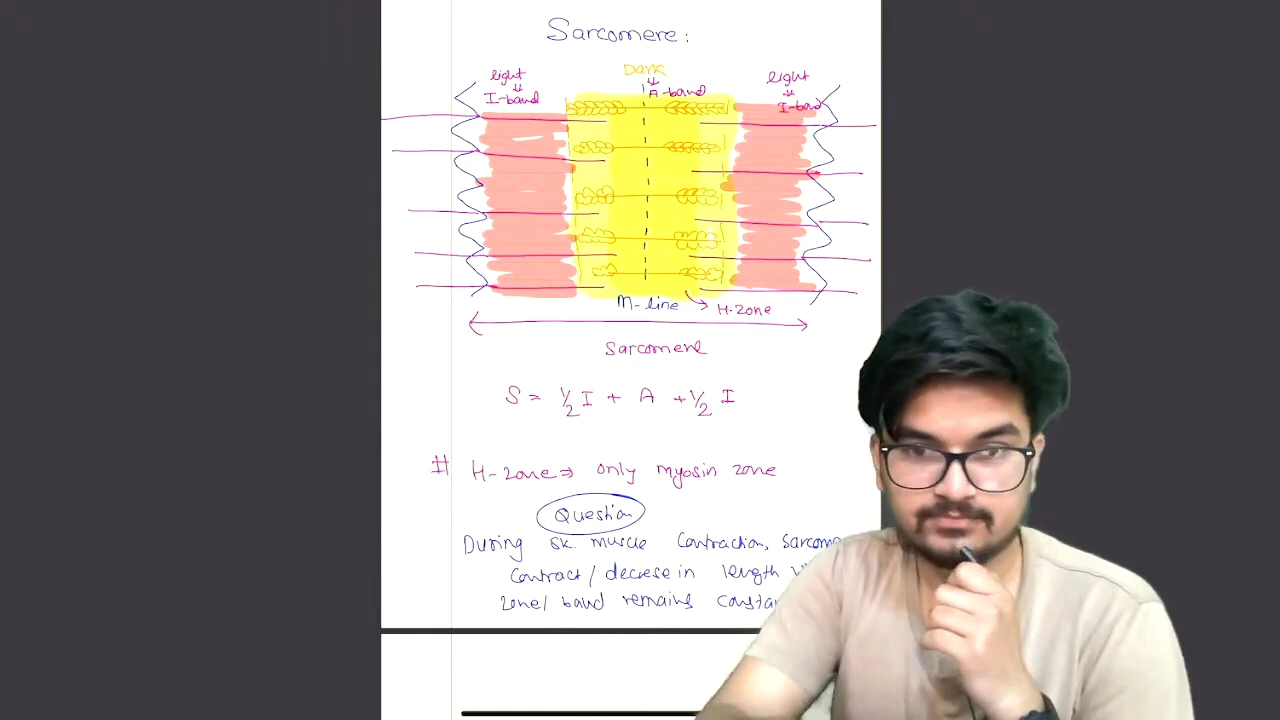 Sarcomere:
Dark
light
A-band
I-band
light
I-band
M-line
H-zone
Sarcomere
S = 1/2 I + A + 1/2 I
# H-zone => only myosin zone
Question
During sk. muscle contraction, sarcome
contract / decrese in length
zone/ band remains consta